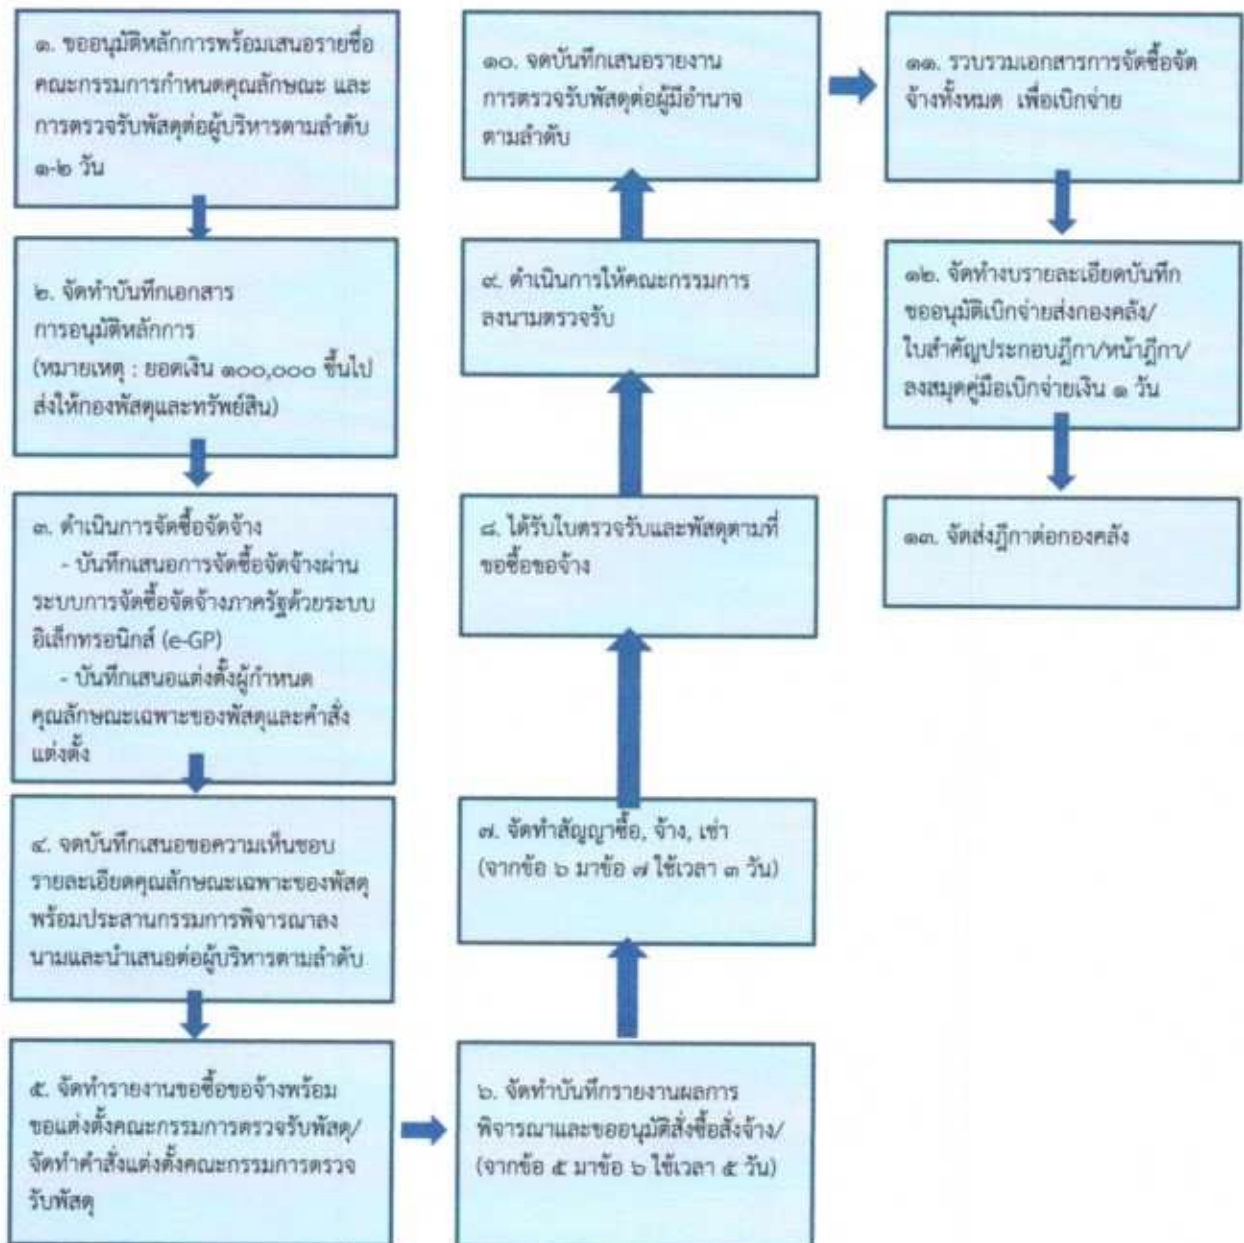 ๑. ขออนุมัติหลักการพร้อมเสนอรายชื่อ
คณะกรรมการกำหนดคุณลักษณะ และ
การตรวจรับพัสดุต่อผู้บริหารตามลำดับ
๑-๒ วัน
๒. จัดทำบันทึกเอกสาร
การอนุมัติหลักการ
(หมายเหตุ : ยอดเงิน ๑๐๐,๐๐๐ ขึ้นไป
ส่งให้กองพัสดุและทรัพย์สิน)
๓. ดำเนินการจัดซื้อจัดจ้าง
- บันทึกเสนอการจัดซื้อจัดจ้างผ่าน
ระบบการจัดซื้อจัดจ้างภาครัฐด้วยระบบ
อิเล็กทรอนิกส์ (e-GP)
- บันทึกเสนอแต่งตั้งผู้กำหนด
คุณลักษณะเฉพาะของพัสดุและคำสั่ง
แต่งตั้ง
๔. จดบันทึกเสนอขอความเห็นชอบ
รายละเอียดคุณลักษณะเฉพาะของพัสดุ
พร้อมประสานกรรมการพิจารณาลง
นามและนำเสนอต่อผู้บริหารตามลำดับ
๕. จัดทำรายงานขอซื้อขอจ้างพร้อม
ขอแต่งตั้งคณะกรรมการตรวจรับพัสดุ/
จัดทำคำสั่งแต่งตั้งคณะกรรมการตรวจ
รับพัสดุ
๖. จัดทำบันทึกรายงานผลการ
พิจารณาและขออนุมัติสั่งซื้อสั่งจ้าง/
(จากข้อ ๕ มาข้อ ๖ ใช้เวลา ๕ วัน)
๗. จัดทำสัญญาซื้อ, จ้าง, เช่า
(จากข้อ ๖ มาข้อ ๗ ใช้เวลา ๓ วัน)
๘. ได้รับใบตรวจรับและพัสดุตามที่
ขอซื้อขอจ้าง
๙. ดำเนินการให้คณะกรรมการ
ลงนามตรวจรับ
๑๐. จดบันทึกเสนอรายงาน
การตรวจรับพัสดุต่อผู้มีอำนาจ
ตามลำดับ
๑๑. รวบรวมเอกสารการจัดซื้อจัด
จ้างทั้งหมด เพื่อเบิกจ่าย
๑๒. จัดทำงบรายละเอียดบันทึก
ขออนุมัติเบิกจ่ายส่งกองคลัง/
ใบสำคัญประกอบฎีกา/หน้าฎีกา/
ลงสมุดคู่มือเบิกจ่ายเงิน ๑ วัน
๑๓. จัดส่งฎีกาต่อกองคลัง